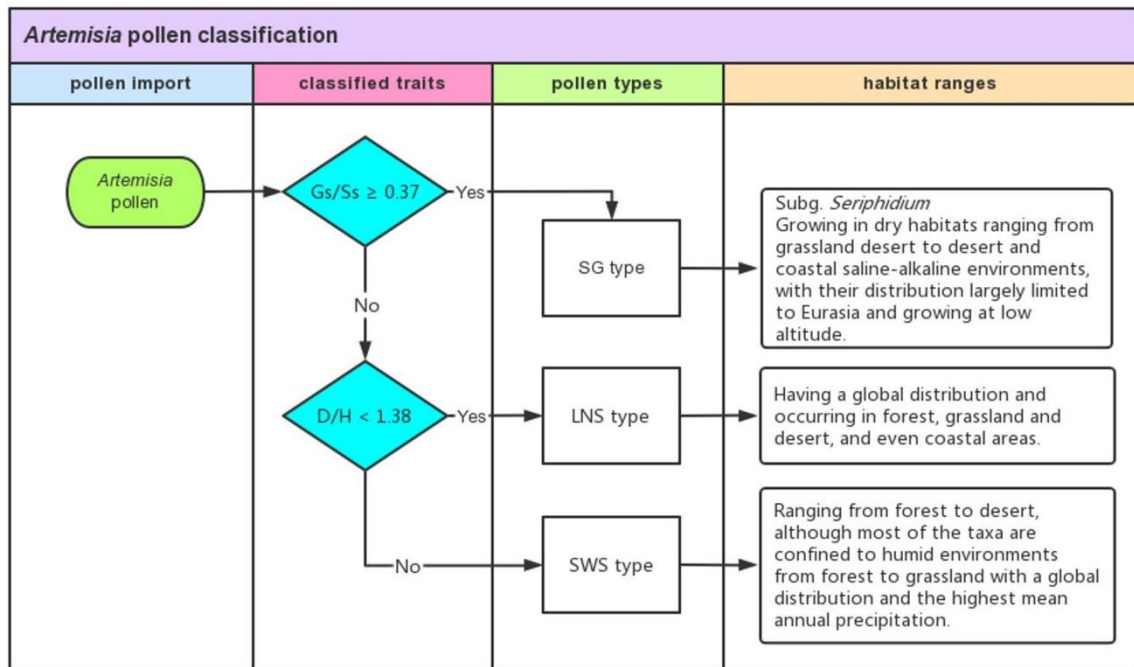 Artemisia pollen classification
pollen import
classified traits
pollen types
habitat ranges
Artemisia
pollen
Gs/Ss ≥ 0.37
Yes
SG type
Subg. Seriphidium
Growing in dry habitats ranging from
grassland desert to desert and
coastal saline-alkaline environments,
with their distribution largely limited
to Eurasia and growing at low
altitude.
No
D/H < 1.38
Yes
LNS type
Having a global distribution and
occurring in forest, grassland and
desert, and even coastal areas.
No
SWS type
Ranging from forest to desert,
although most of the taxa are
confined to humid environments
from forest to grassland with a global
distribution and the highest mean
annual precipitation.